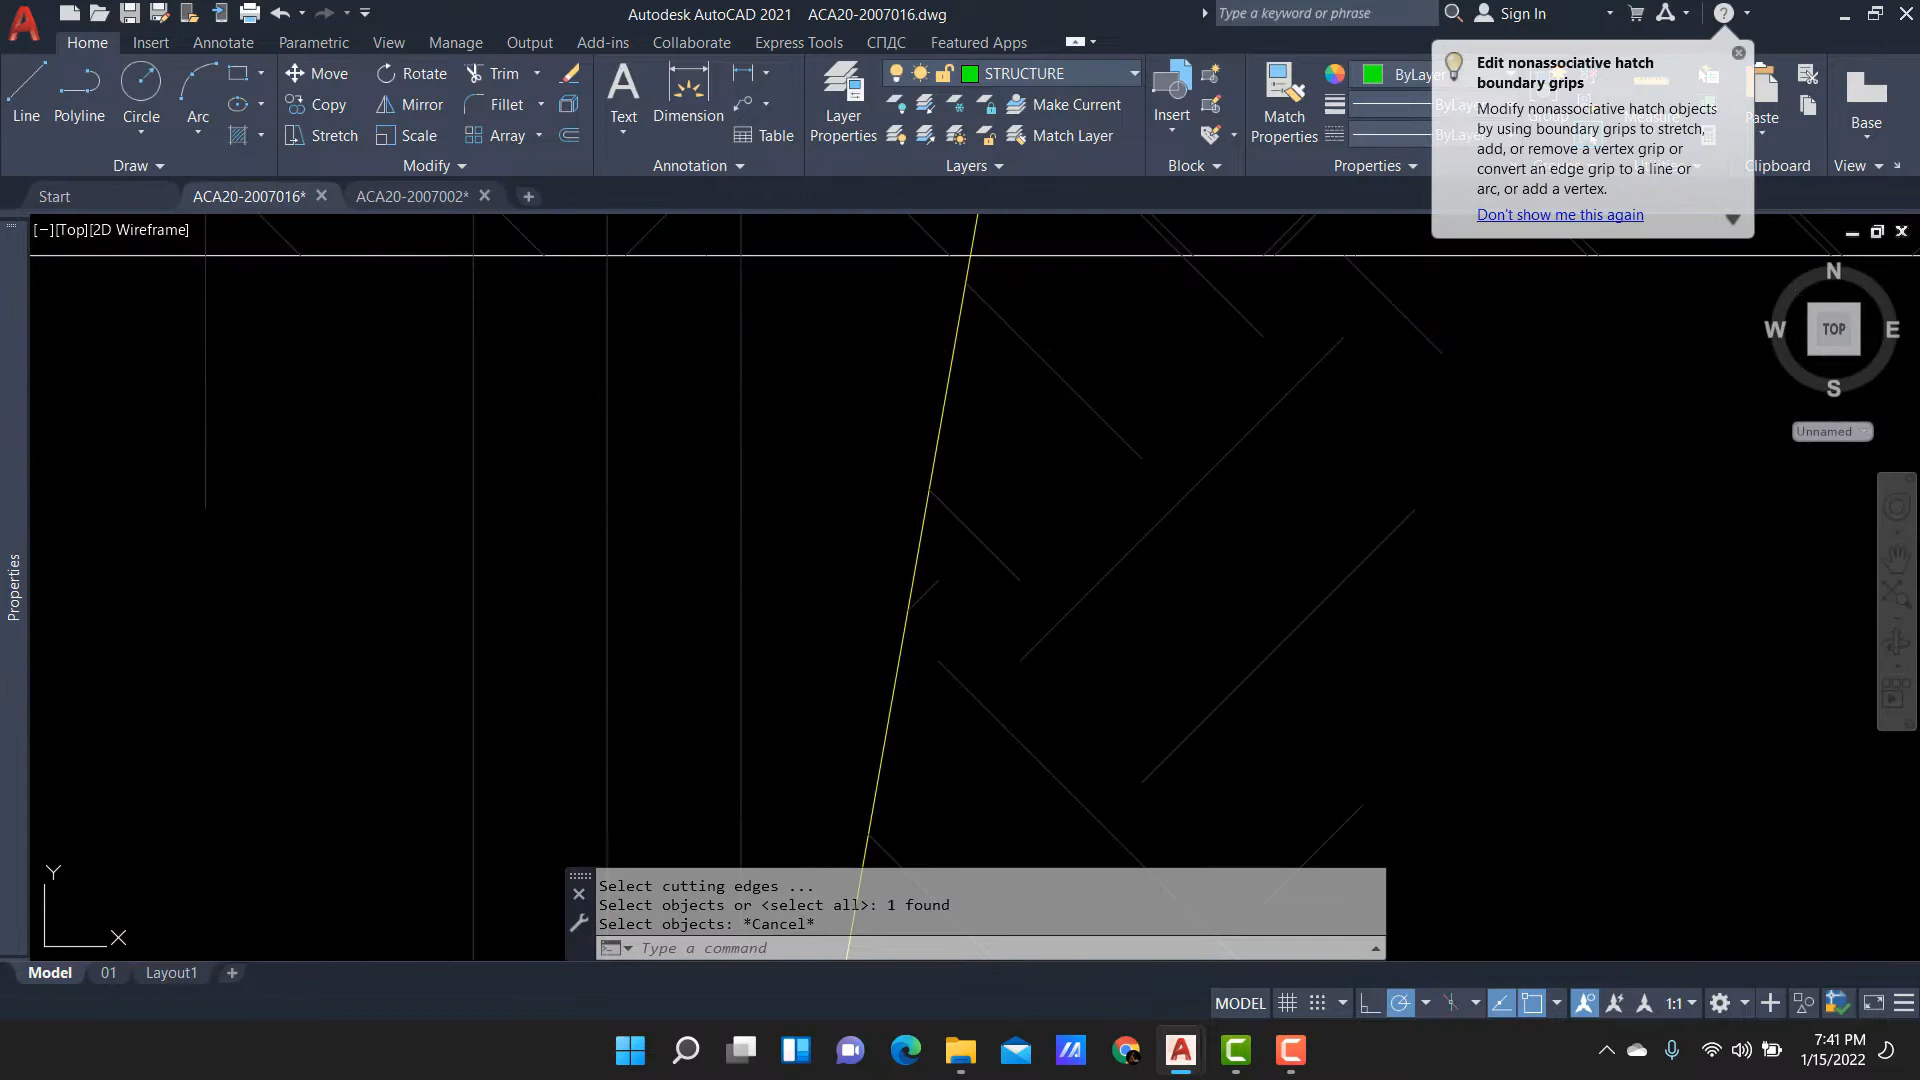 Autodesk AutoCAD 2021 ACA20-2007016.dwg
Type a keyword or phrase
Sign In
Home Insert Annotate Parametric View Manage Output Add-ins Collaborate Express Tools СПДС Featured Apps
Line
Polyline
Circle
Arc
Draw
Move
Rotate
Trim
Copy
Mirror
Fillet
Stretch
Scale
Array
Modify
Text
Dimension
Table
Annotation
Layer
Properties
STRUCTURE
Make Current
Match Layer
Layers
Insert
Block
Match
Properties
ByLayer
Properties
Edit nonassociative hatch
boundary grips
Modify nonassociative hatch objects
by using boundary grips to stretch,
add, or remove a vertex grip or
convert an edge grip to a line or
arc, or add a vertex.
Don't show me this again
Paste
Clipboard
Base
View
Start
ACA20-2007016*
ACA20-2007002*
[−][Top][2D Wireframe]
N
W
TOP
E
S
Unnamed
Properties
Y
X
Select cutting edges ...
Select objects or <select all>: 1 found
Select objects: *Cancel*
Type a command
Model
01
Layout1
MODEL
1:1
7:41 PM
1/15/2022